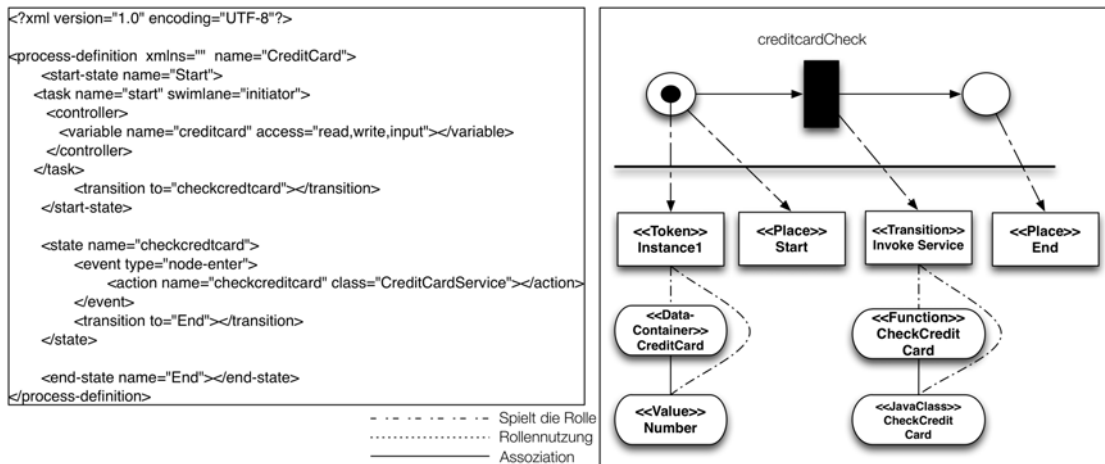 <?xml version="1.0" encoding="UTF-8"?>
<process-definition xmlns="" name="CreditCard">
<start-state name="Start">
<task name="start" swimlane="initiator">
<controller>
<variable name="creditcard" access="read,write,input"></variable>
</controller>
</task>
<transition to="checkcredtcard"></transition>
</start-state>
<state name="checkcredtcard">
<event type="node-enter">
<action name="checkcreditcard" class="CreditCardService"></action>
</event>
<transition to="End"></transition>
</state>
<end-state name="End"></end-state>
</process-definition>
Spielt die Rolle
Rollennutzung
Assoziation
creditcardCheck
<<Token>>
Instance1
<<Place>>
Start
<<Transition>>
Invoke Service
<<Place>>
End
<<Data-
Container>>
CreditCard
<<Function>>
CheckCredit
Card
<<Value>>
Number
<<JavaClass>>
CheckCredit
Card